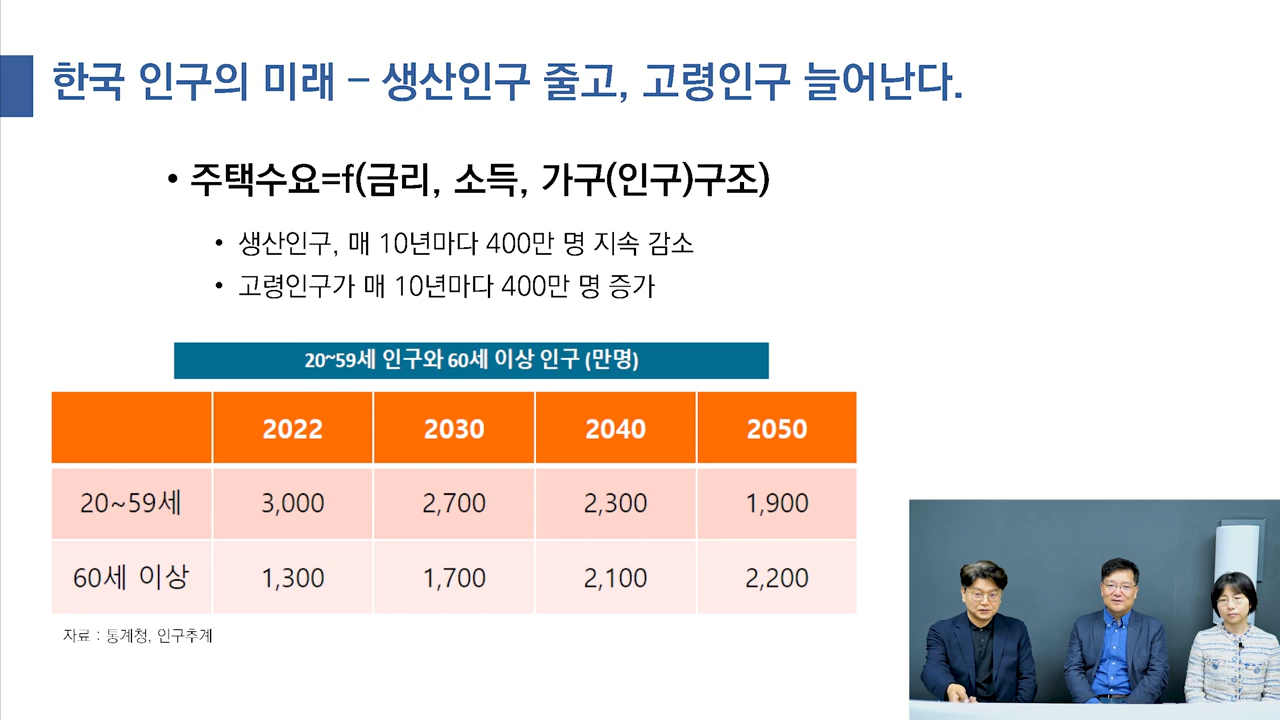 한국 인구의 미래 – 생산인구 줄고, 고령인구 늘어난다.
• 주택수요=f(금리, 소득, 가구(인구)구조)
• 생산인구, 매 10년마다 400만 명 지속 감소
• 고령인구가 매 10년마다 400만 명 증가
20~59세 인구와 60세 이상 인구 (만명)
2022 2030 2040 2050
20~59세 3,000 2,700 2,300 1,900
60세 이상 1,300 1,700 2,100 2,200
자료 : 통계청, 인구추계